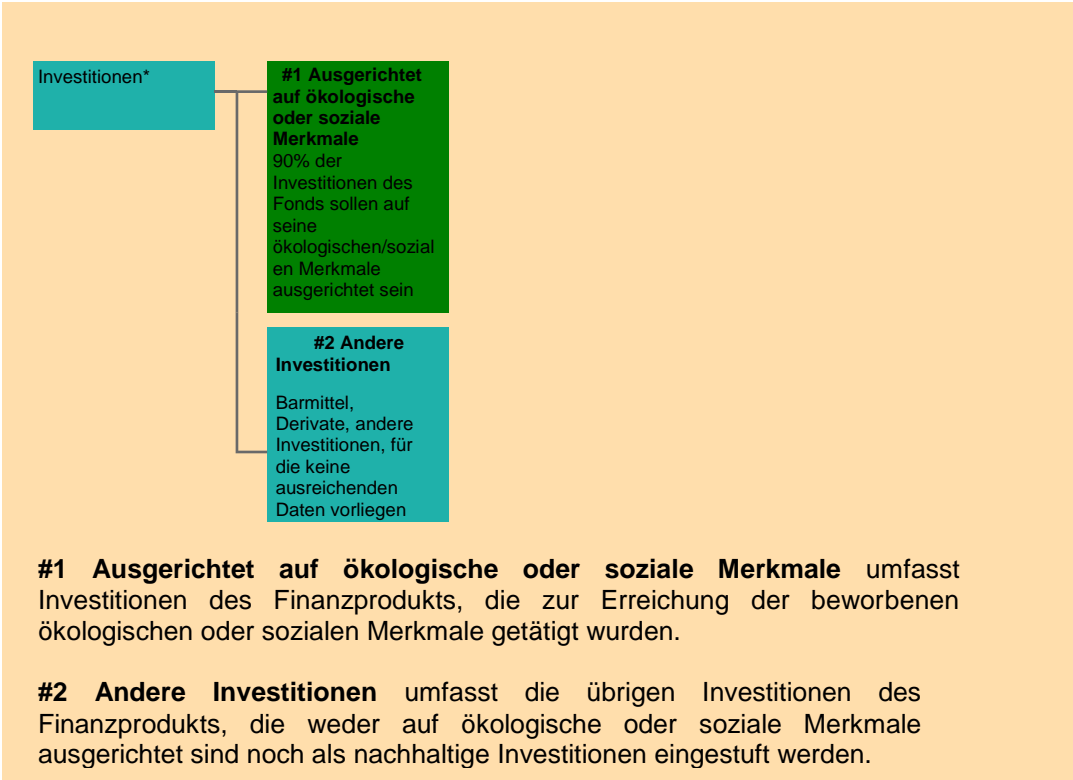 Investitionen*
#1 Ausgerichtet
auf ökologische
oder soziale
Merkmale
90% der
Investitionen des
Fonds sollen auf
seine
ökologischen/sozial
en Merkmale
ausgerichtet sein
#2 Andere
Investitionen
Barmittel,
Derivate, andere
Investitionen, für
die keine
ausreichenden
Daten vorliegen
#1 Ausgerichtet auf ökologische oder soziale Merkmale umfasst
Investitionen des Finanzprodukts, die zur Erreichung der beworbenen
ökologischen oder sozialen Merkmale getätigt wurden.
#2 Andere Investitionen umfasst die übrigen Investitionen des
Finanzprodukts, die weder auf ökologische oder soziale Merkmale
ausgerichtet sind noch als nachhaltige Investitionen eingestuft werden.